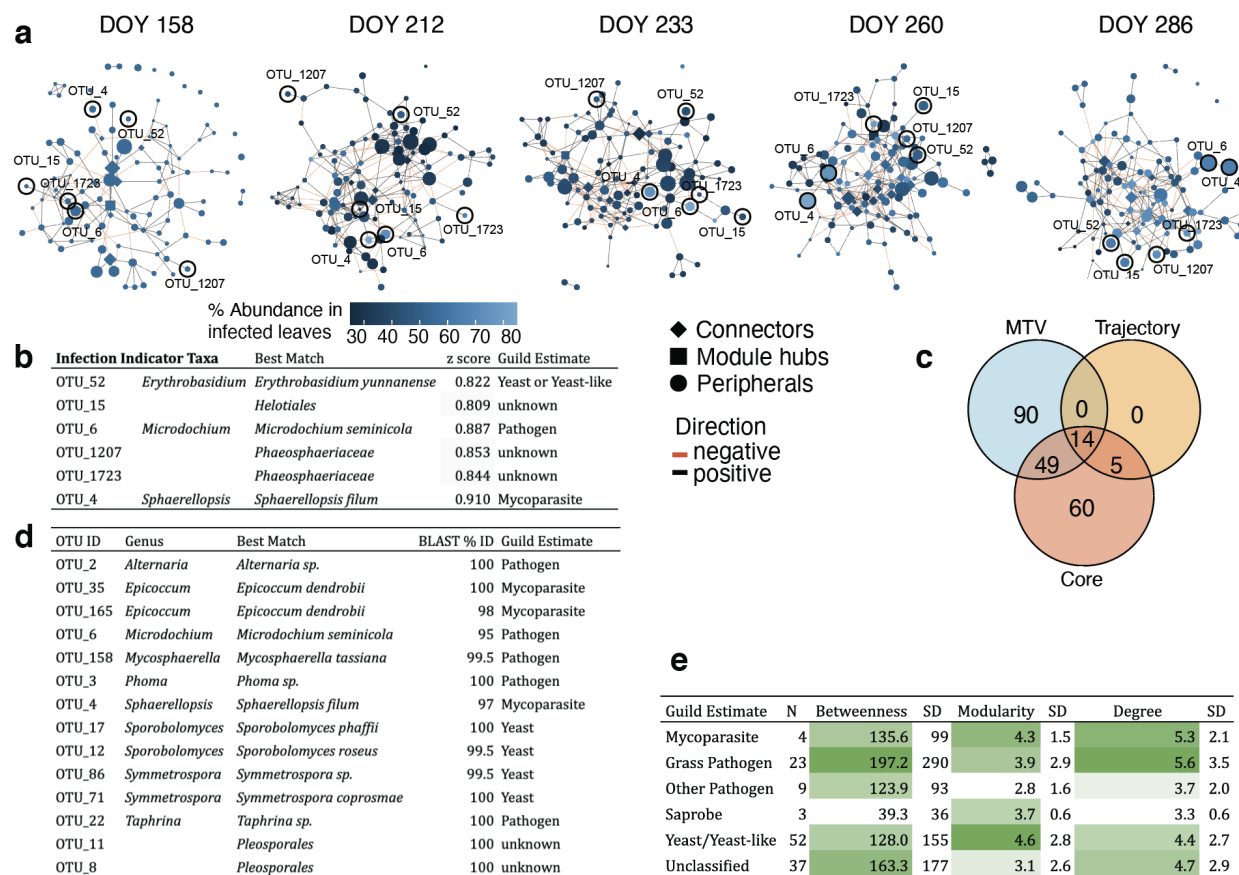 a
DOY 158
DOY 212
DOY 233
DOY 260
DOY 286
OTU_4
OTU_52
OTU_15
OTU_1723
OTU_6
OTU_1207
OTU_1207
OTU_52
OTU_15
OTU_1723
OTU_4
OTU_6
OTU_1207
OTU_52
OTU_4
OTU_1723
OTU_6
OTU_15
OTU_1723
OTU_15
OTU_1207
OTU_6
OTU_52
OTU_4
OTU_6
OTU_4
OTU_52
OTU_1723
OTU_15
OTU_1207
% Abundance in
infected leaves
30 40 50 60 70 80
Connectors
Module hubs
Peripherals
Direction
negative
positive
b
Infection Indicator Taxa Best Match z score Guild Estimate
OTU_52 Erythrobasidium Erythrobasidium yunnanense 0.822 Yeast or Yeast-like
OTU_15 Helotiales 0.809 unknown
OTU_6 Microdochium Microdochium seminicola 0.887 Pathogen
OTU_1207 Phaeosphaeriaceae 0.853 unknown
OTU_1723 Phaeosphaeriaceae 0.844 unknown
OTU_4 Sphaerellopsis Sphaerellopsis filum 0.910 Mycoparasite
c
MTV
Trajectory
90
0
0
14
49
5
60
Core
d
OTU ID Genus Best Match BLAST % ID Guild Estimate
OTU_2 Alternaria Alternaria sp. 100 Pathogen
OTU_35 Epicoccum Epicoccum dendrobii 100 Mycoparasite
OTU_165 Epicoccum Epicoccum dendrobii 98 Mycoparasite
OTU_6 Microdochium Microdochium seminicola 95 Pathogen
OTU_158 Mycosphaerella Mycosphaerella tassiana 99.5 Pathogen
OTU_3 Phoma Phoma sp. 100 Pathogen
OTU_4 Sphaerellopsis Sphaerellopsis filum 97 Mycoparasite
OTU_17 Sporobolomyces Sporobolomyces phaffii 100 Yeast
OTU_12 Sporobolomyces Sporobolomyces roseus 99.5 Yeast
OTU_86 Symmetrospora Symmetrospora sp. 99.5 Yeast
OTU_71 Symmetrospora Symmetrospora coprosmae 100 Yeast
OTU_22 Taphrina Taphrina sp. 100 Pathogen
OTU_11 Pleosporales 100 unknown
OTU_8 Pleosporales 100 unknown
e
Guild Estimate N Betweenness SD Modularity SD Degree SD
Mycoparasite 4 135.6 99 4.3 1.5 5.3 2.1
Grass Pathogen 23 197.2 290 3.9 2.9 5.6 3.5
Other Pathogen 9 123.9 93 2.8 1.6 3.7 2.0
Saprobe 3 39.3 36 3.7 0.6 3.3 0.6
Yeast/Yeast-like 52 128.0 155 4.6 2.8 4.4 2.7
Unclassified 37 163.3 177 3.1 2.6 4.7 2.9